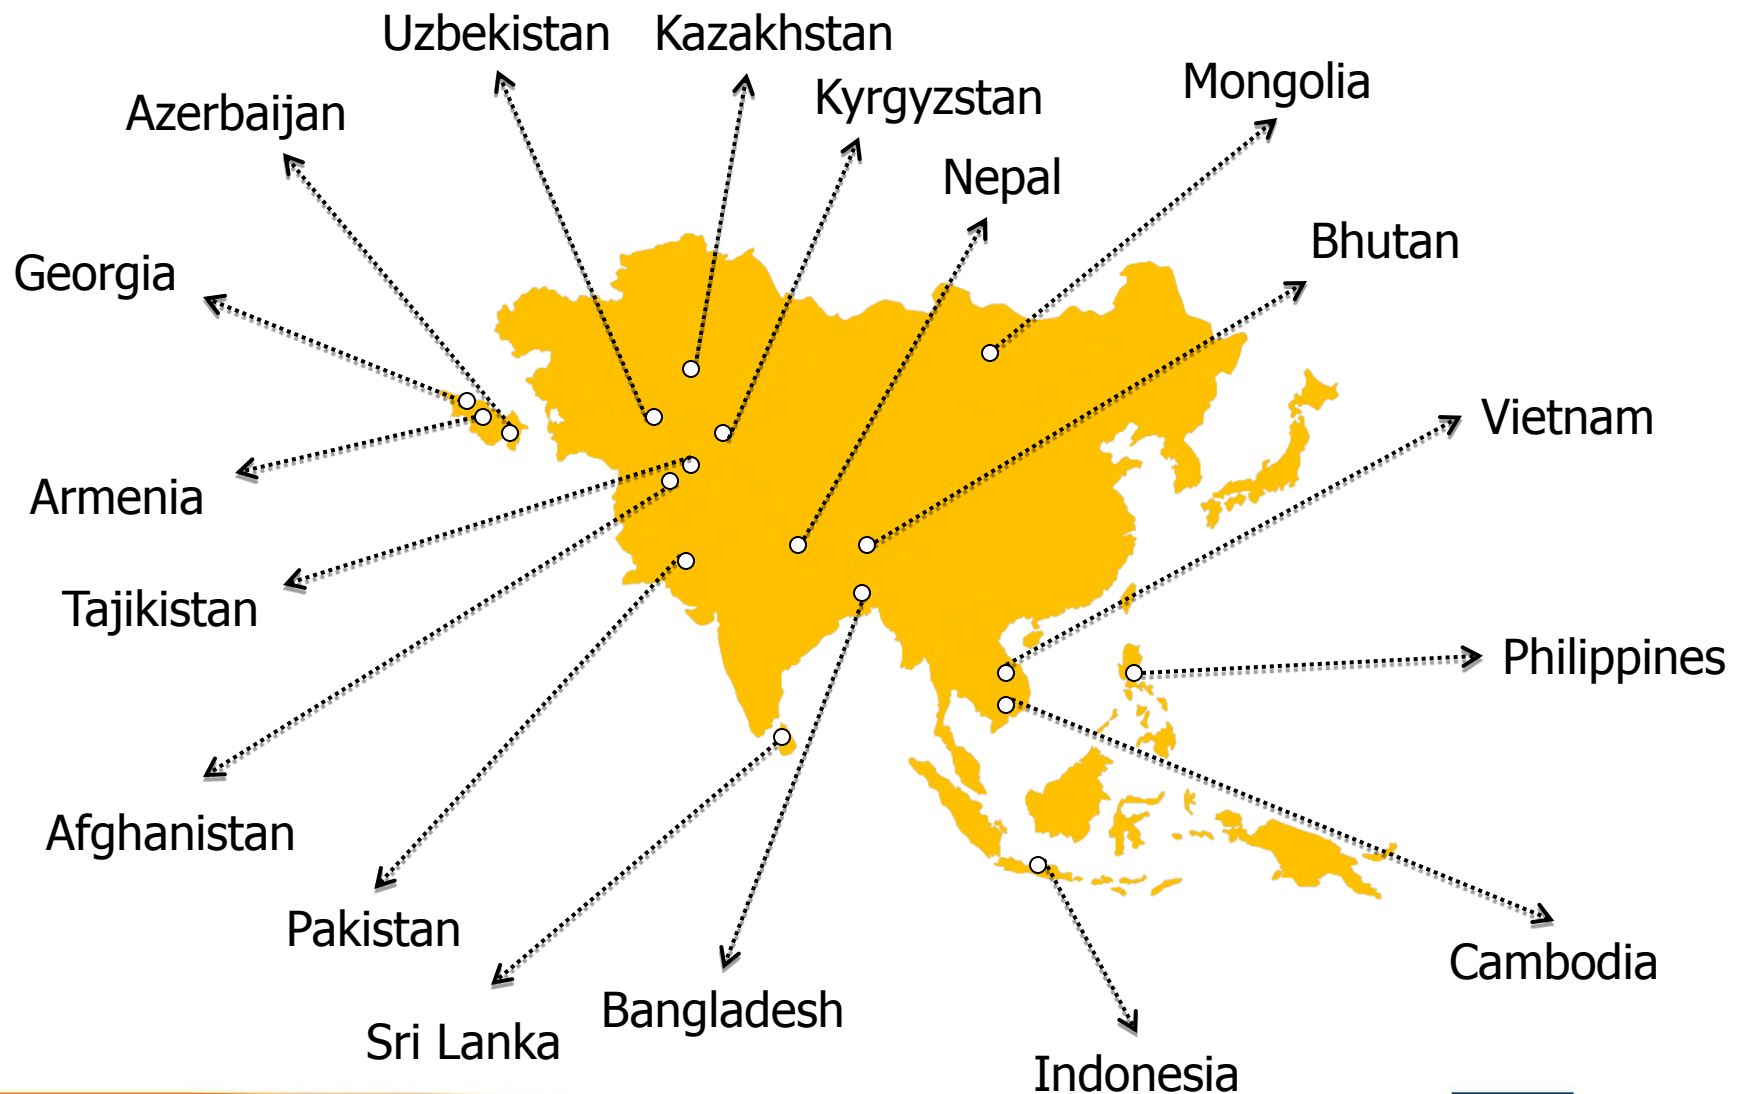 Uzbekistan
Kazakhstan
Mongolia
Kyrgyzstan
Azerbaijan
Nepal
Bhutan
Georgia
Vietnam
Armenia
Tajikistan
Philippines
Afghanistan
Pakistan
Cambodia
Bangladesh
Sri Lanka
Indonesia